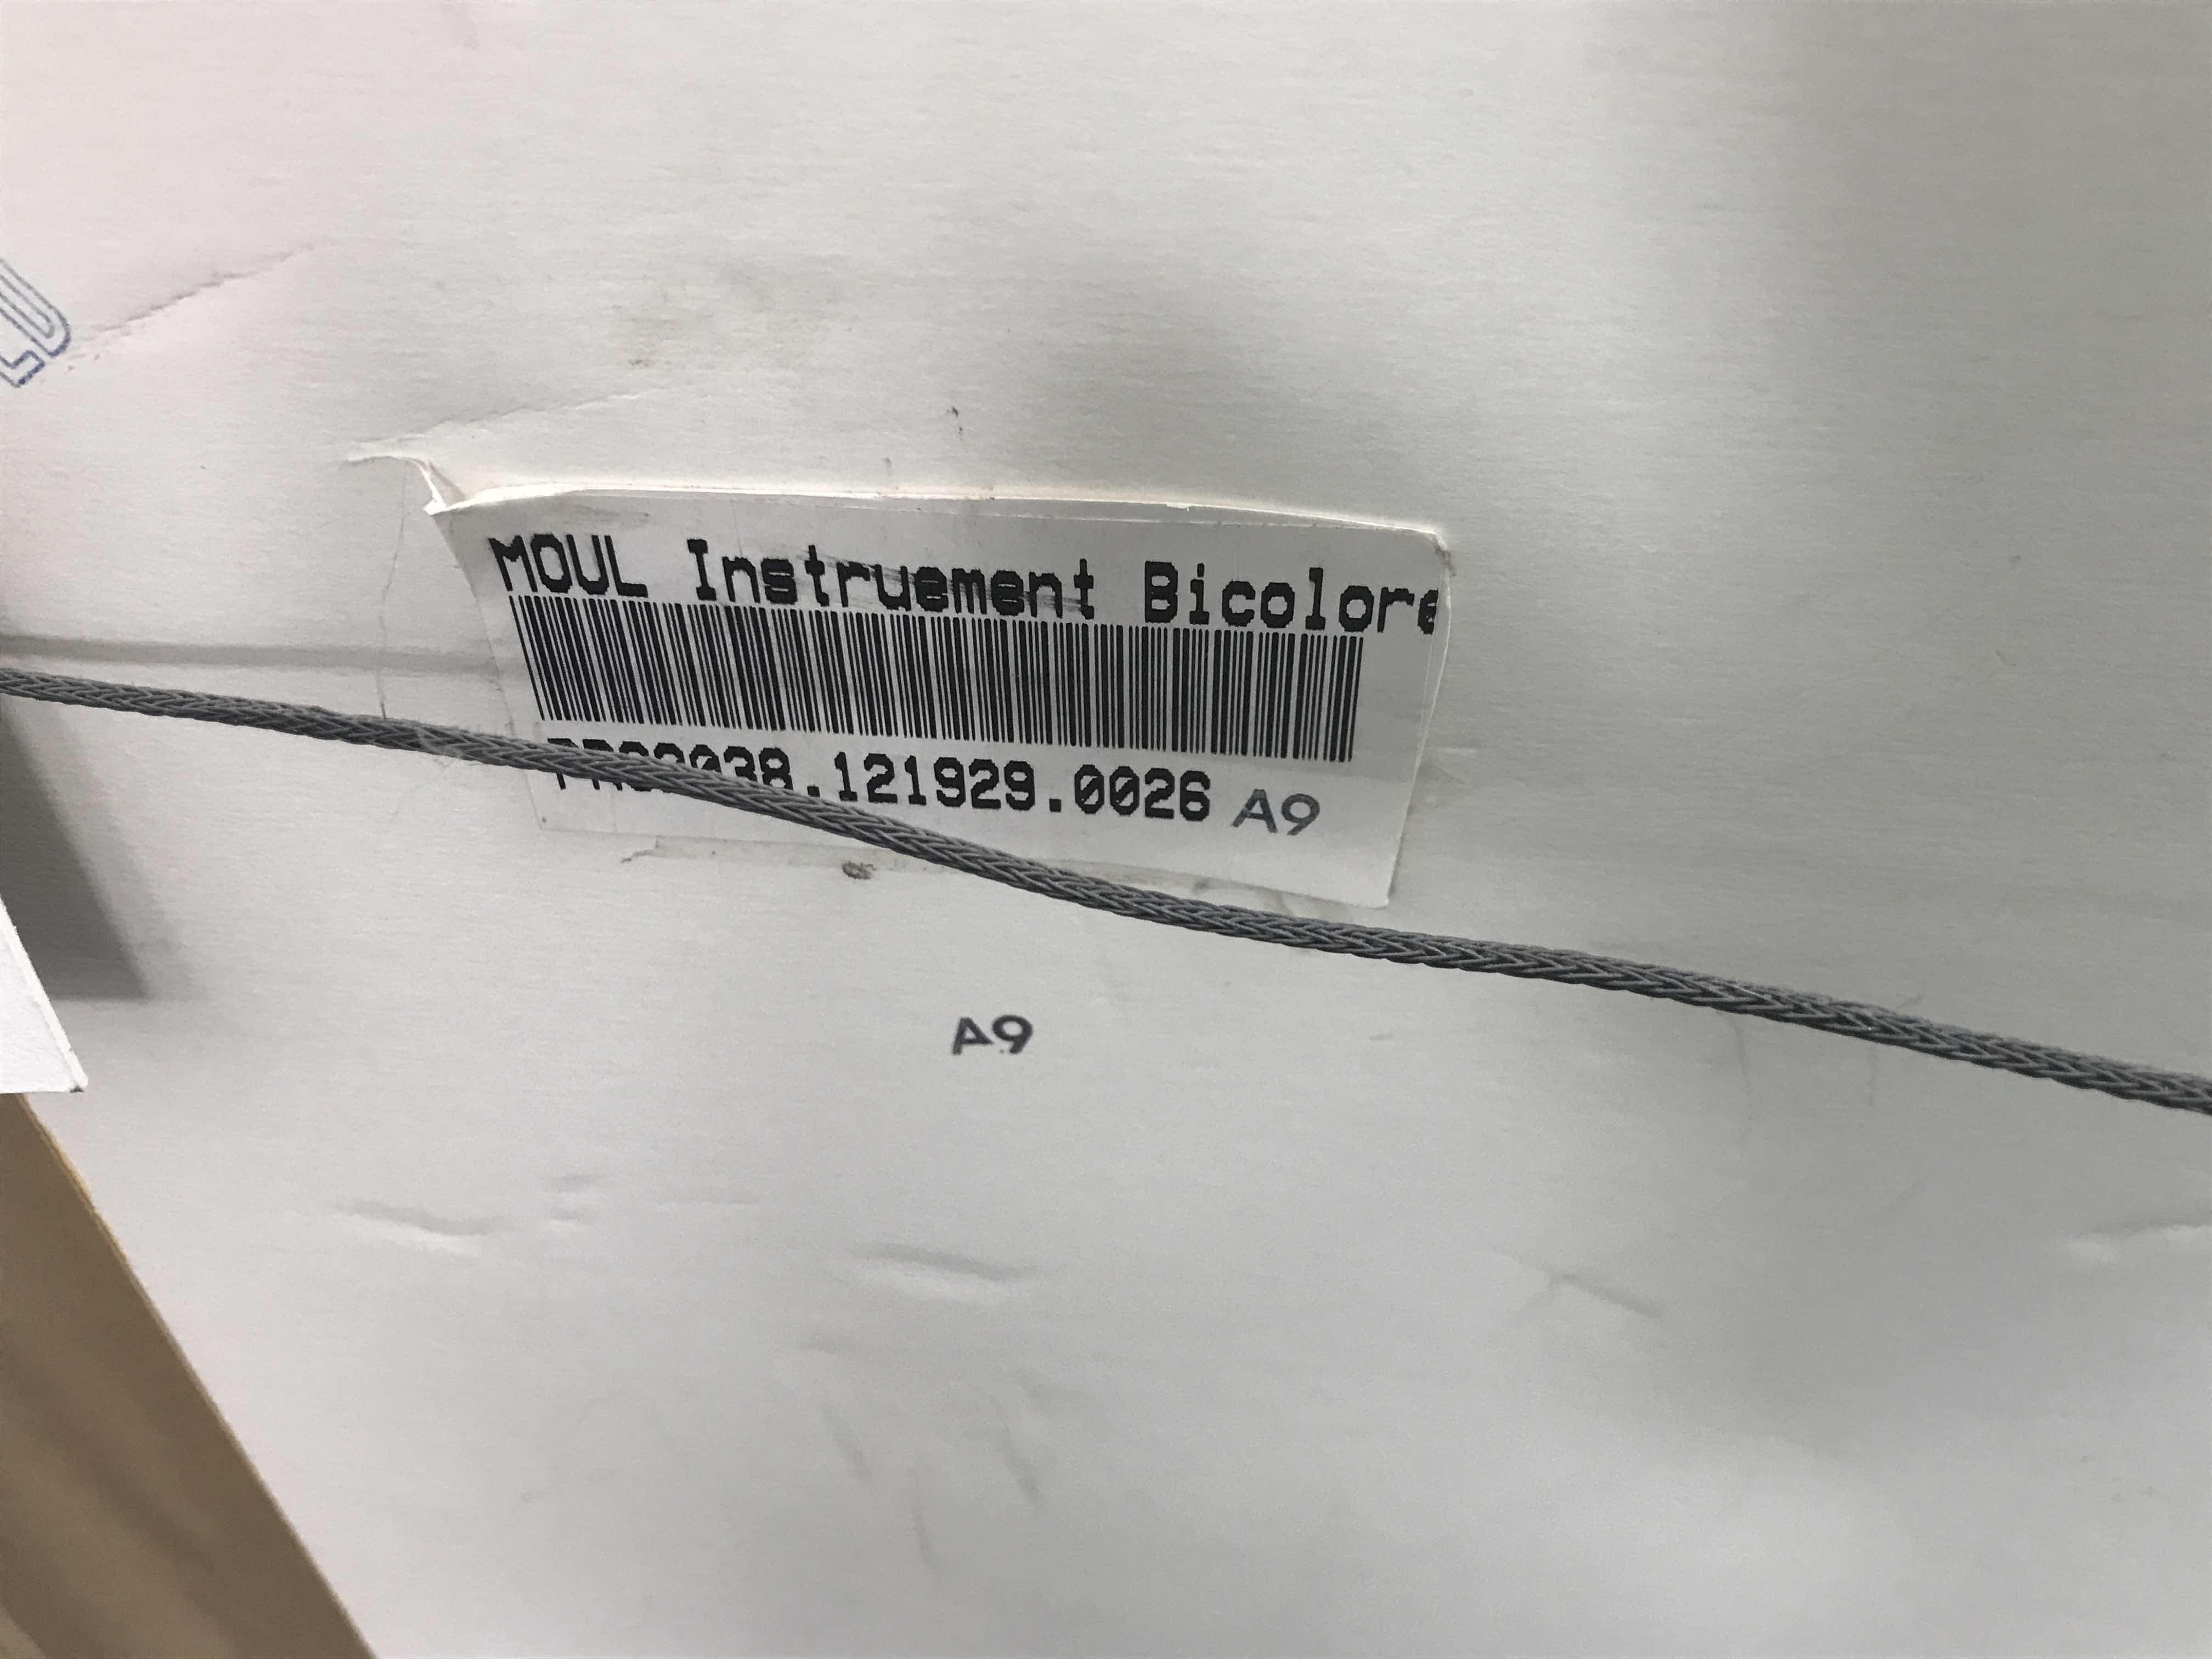 MOUL Instruement Bicolore
.121929.0026 A9
A9